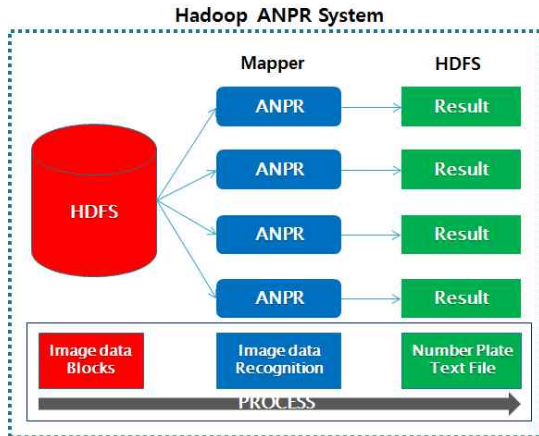 Hadoop ANPR System
Mapper
HDFS
HDFS
ANPR
Result
ANPR
Result
ANPR
Result
ANPR
Result
Image data
Blocks
Image data
Recognition
Number Plate
Text File
PROCESS